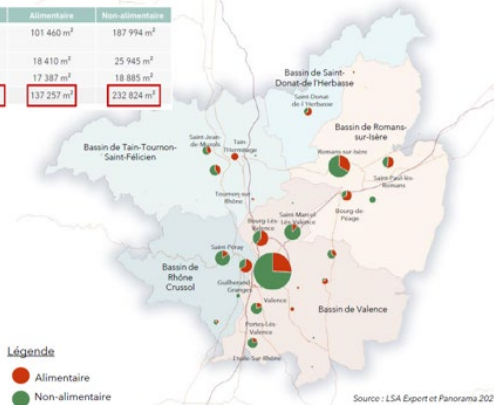 Alimentaire Non-alimentaire
101 460 m² 187 994 m²
18 410 m² 25 945 m²
17 387 m² 18 885 m²
137 257 m² 232 824 m²
Bassin de Saint-
Donat-de l'Herbasse
Saint-Donat
de-l'Herbasse
Bassin de Romans-
sur-Isère
Bassin de Tain-Tournon-
Saint-Félicien
Saint-Jean-
de-Muzols
Tain
l'Hermitage
Romans-sur-Isère
Saint-Paul-lès-
Romans
Tournon-sur
Rhône
Bourg-de-
Péage
Bourg-Lès-
Valence
Saint-Marcel
Lès-Valence
Saint-Péray
Bassin de
Rhône
Crussol
Guilherand
Granges
Valence
Bassin de Valence
Portes-Lès-
Valence
Etoile-Sur-Rhône
Légende
Alimentaire
Non-alimentaire
Source : LSA Expert et Panorama 202